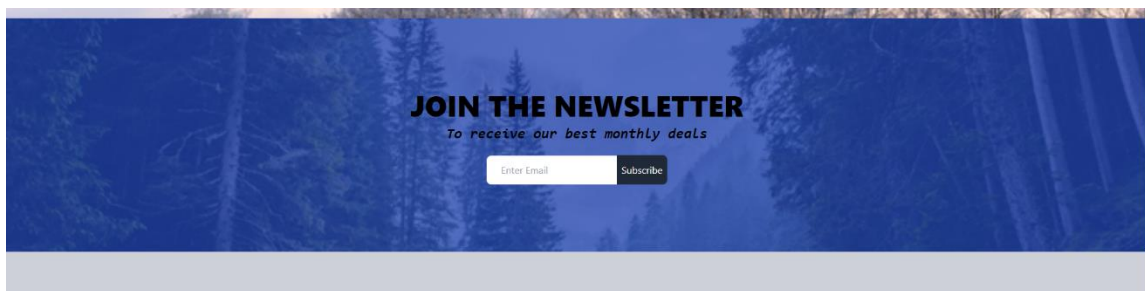 JOIN THE NEWSLETTER
To receive our best monthly deals
Enter Email
Subscribe